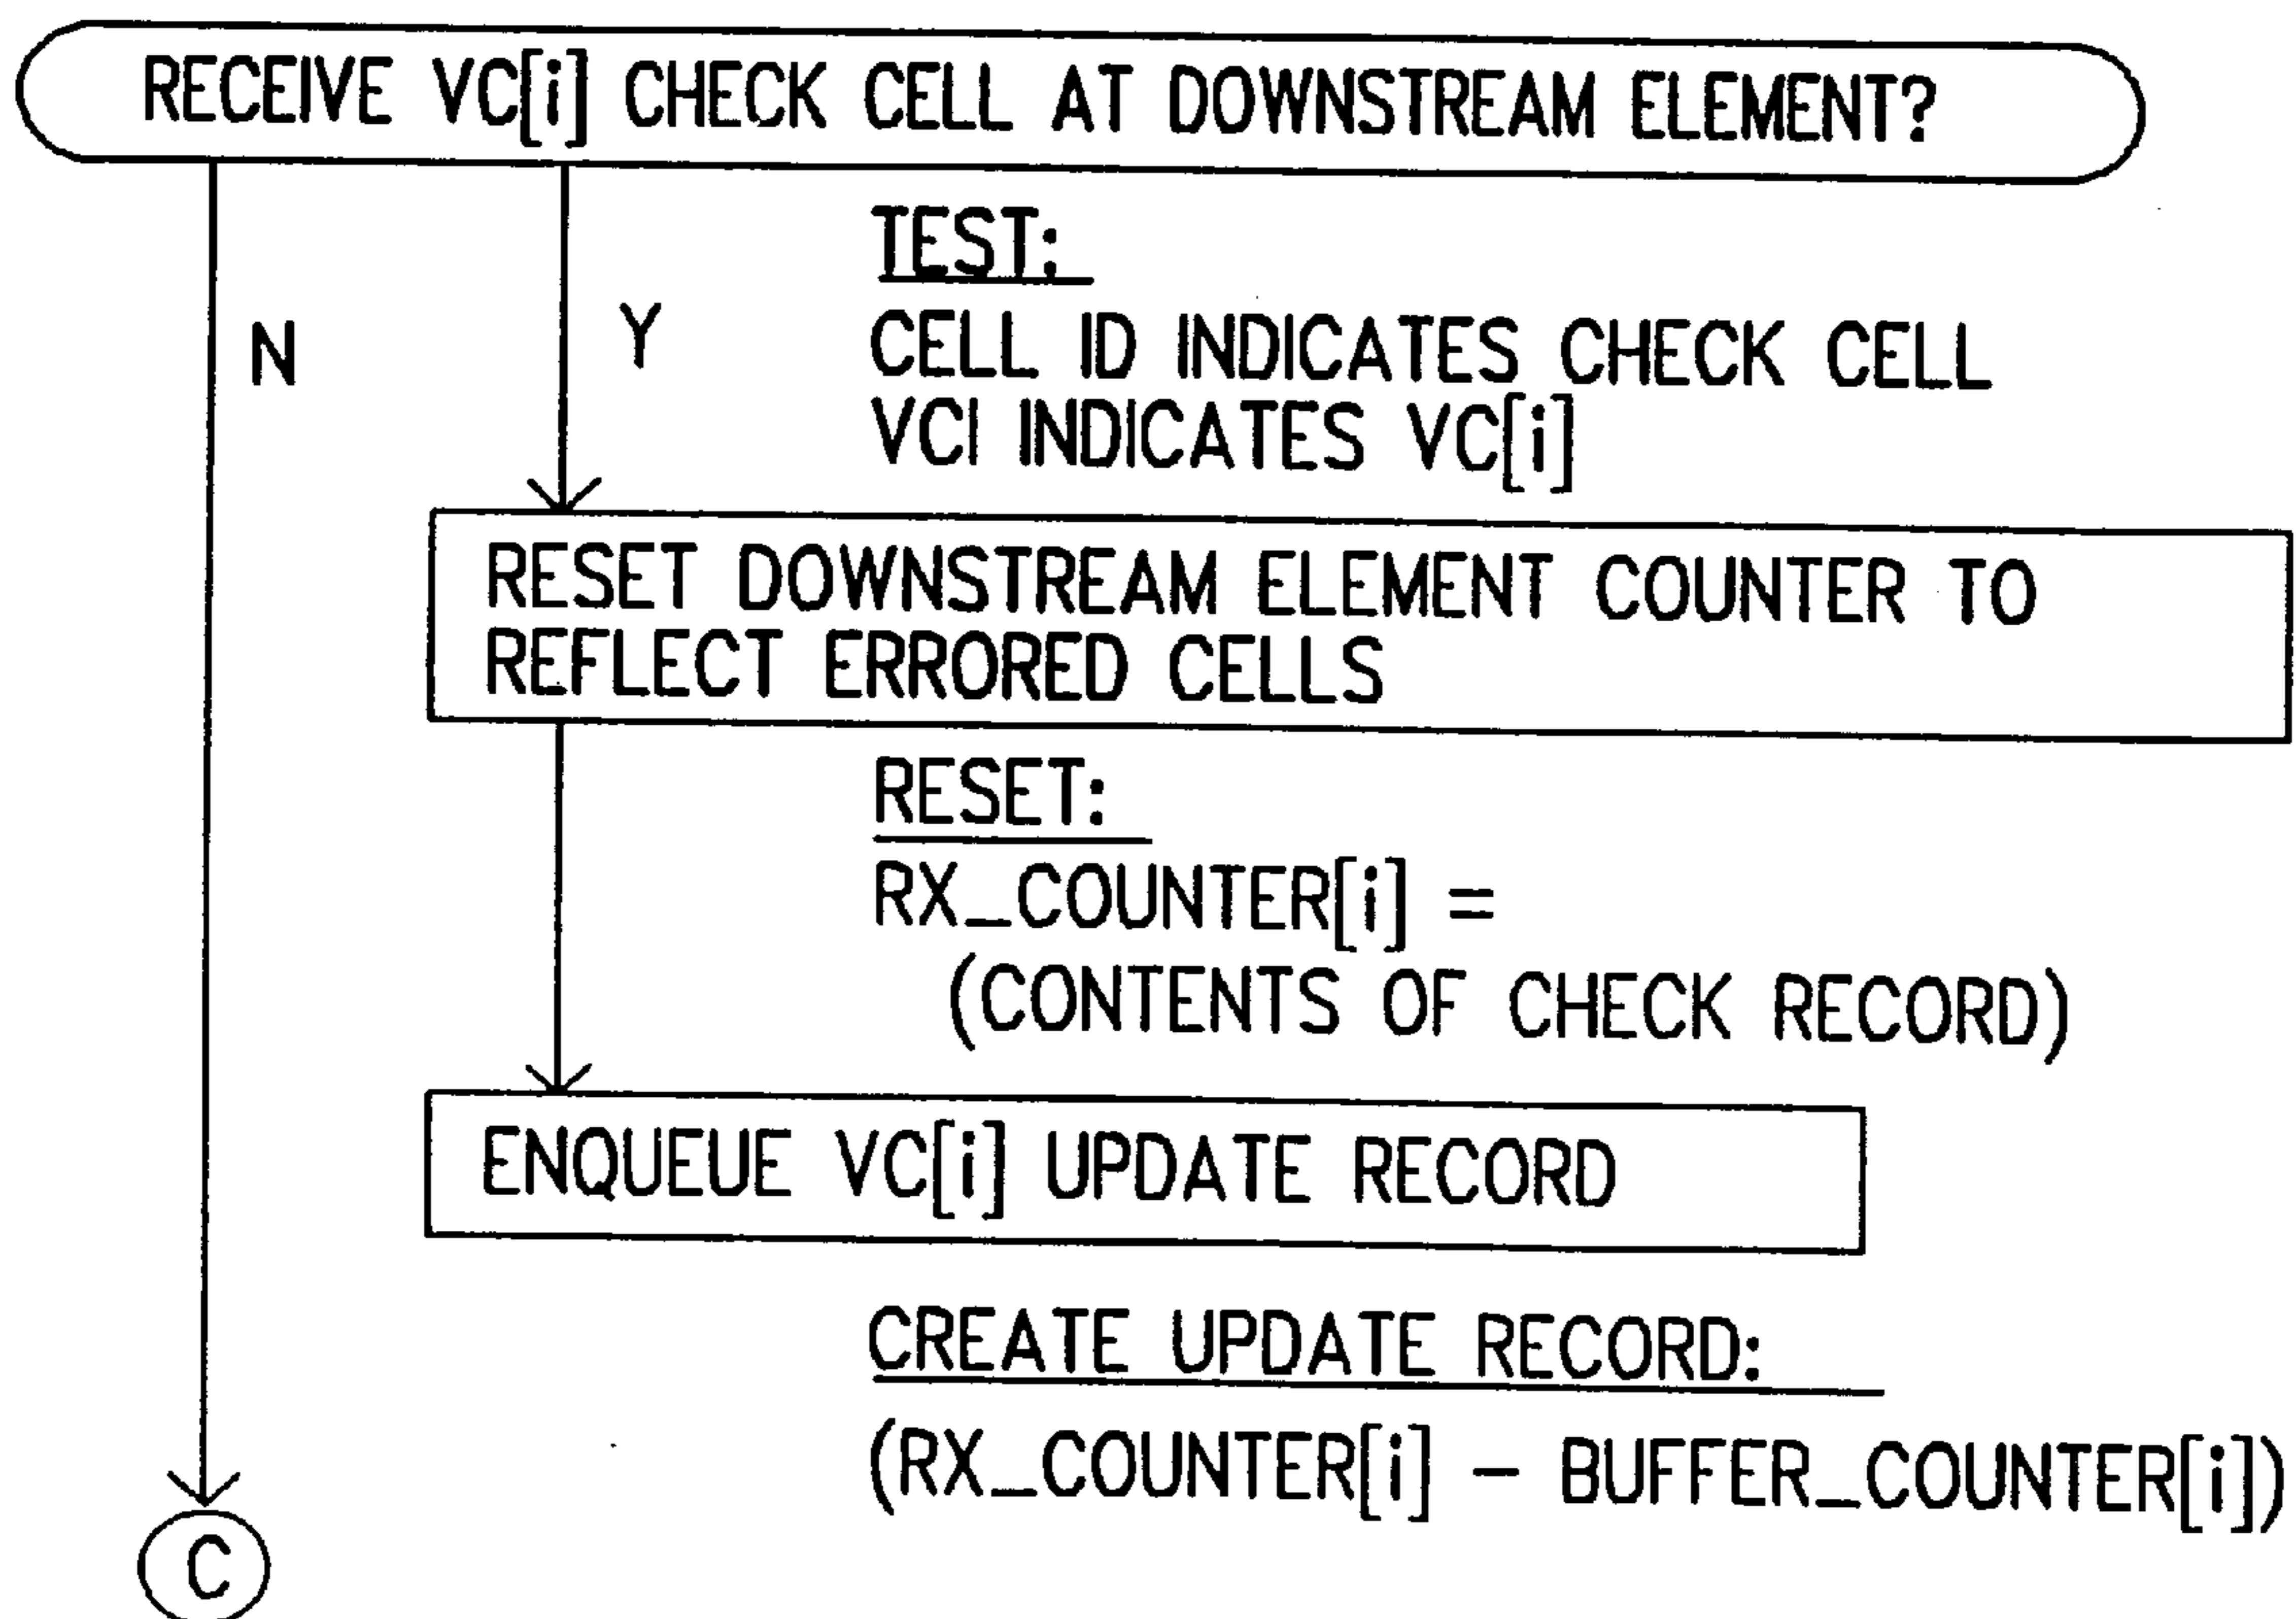 RECEIVE VC[i] CHECK CELL AT DOWNSTREAM ELEMENT?
TEST:
N
Y
CELL ID INDICATES CHECK CELL
VCI INDICATES VC[i]
RESET DOWNSTREAM ELEMENT COUNTER TO
REFLECT ERRORED CELLS
RESET:
RX_COUNTER[i] =
(CONTENTS OF CHECK RECORD)
ENQUEUE VC[i] UPDATE RECORD
CREATE UPDATE RECORD:
(RX_COUNTER[i] – BUFFER_COUNTER[i])
C